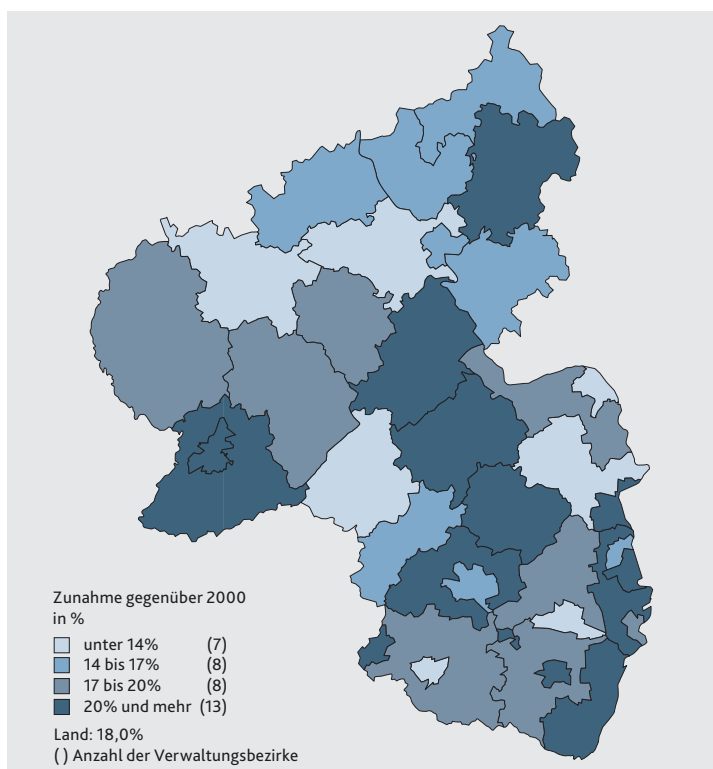 Zunahme gegenüber 2000
in %
unter 14% (7)
14 bis 17% (8)
17 bis 20% (8)
20% und mehr (13)
Land: 18,0%
( ) Anzahl der Verwaltungsbezirke